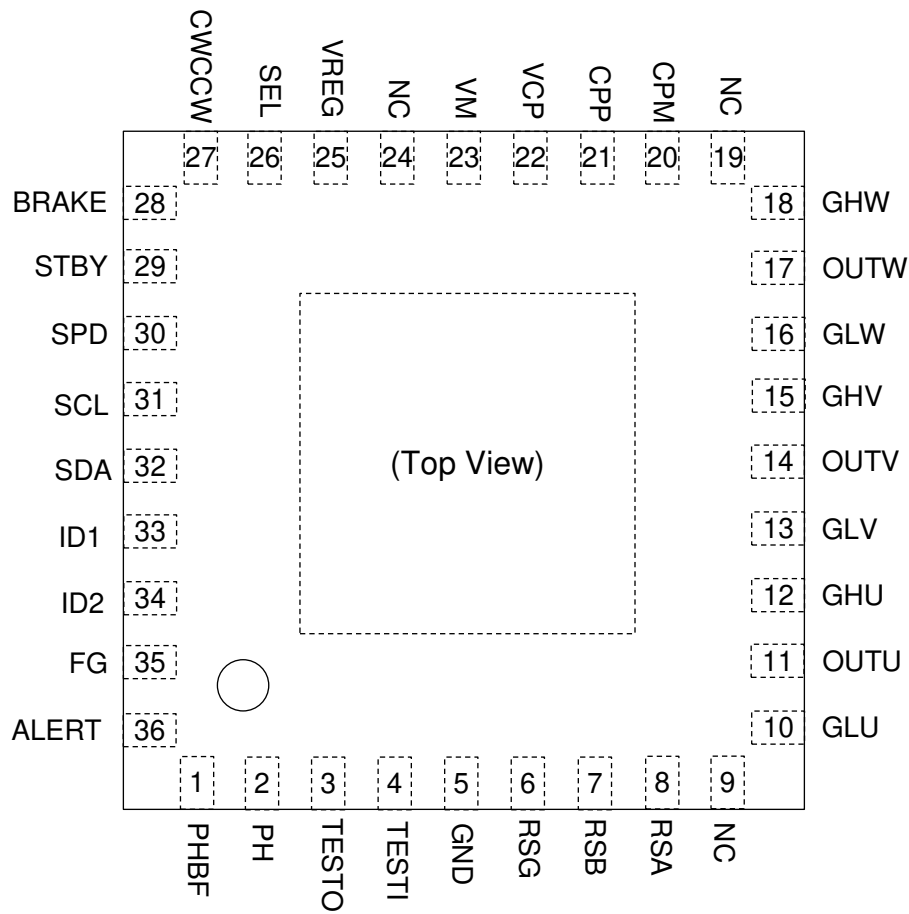 CWCCW SEL VREG NC VM VCP CPP CPM NC
27 26 25 24 23 22 21 20 19
BRAKE 28 18 GHW
STBY 29 17 OUTW
SPD 30 16 GLW
SCL 31 15 GHV
SDA 32 (Top View) 14 OUTV
ID1 33 13 GLV
ID2 34 12 GHU
FG 35 11 OUTU
ALERT 36 10 GLU
1 2 3 4 5 6 7 8 9
PHBF PH TESTO TESTI GND RSG RSB RSA NC